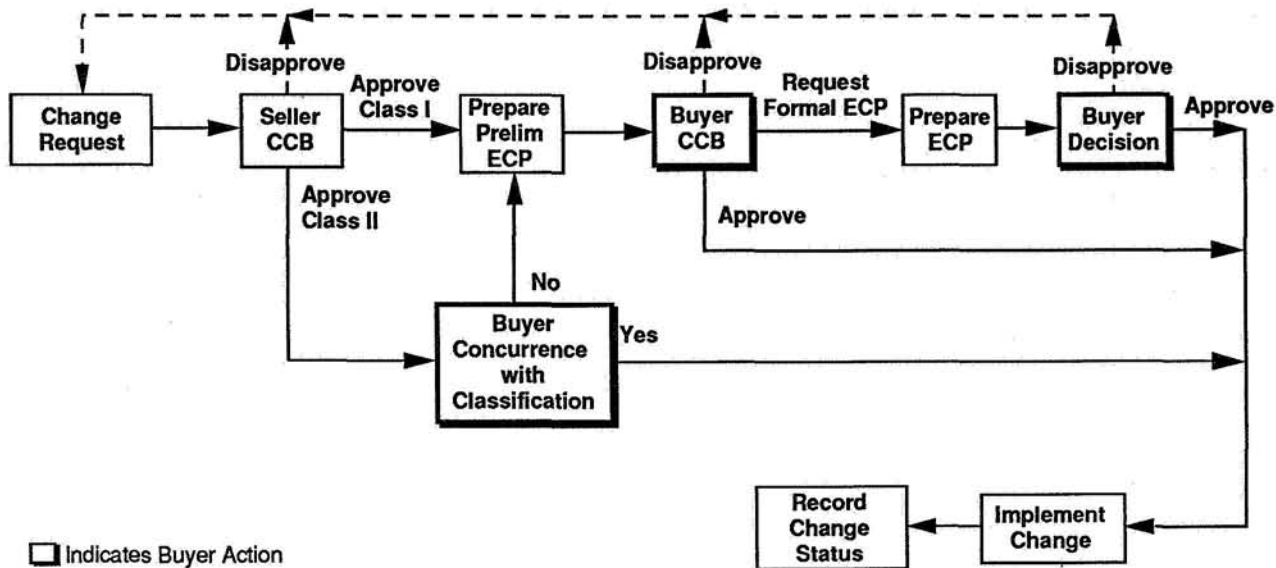 Disapprove
Disapprove
Disapprove
Approve
Class I
Request
Formal ECP
Approve
Change
Request
Seller
CCB
Prepare
Prelim
ECP
Buyer
CCB
Prepare
ECP
Buyer
Decision
Approve
Class II
Approve
No
Buyer
Concurrence
with
Classification
Yes
Record
Change
Status
Implement
Change
Indicates Buyer Action